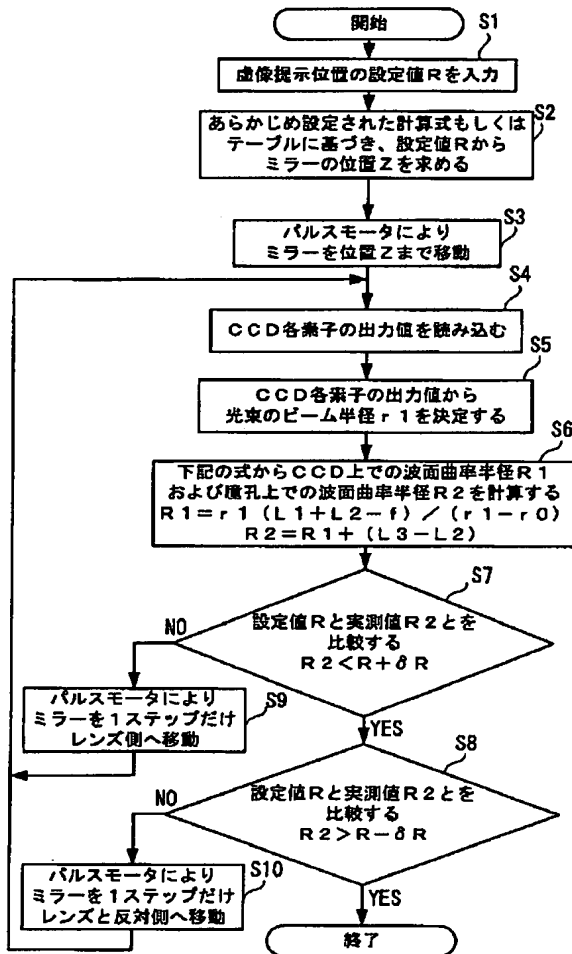 開始
S1
虚像提示位置の設定値Rを入力
S2
あらかじめ設定された計算式もしくは
テーブルに基づき、設定値Rから
ミラーの位置Zを求める
S3
パルスモータにより
ミラーを位置Zまで移動
S4
CCD各素子の出力値を読み込む
S5
CCD各素子の出力値から
光束のビーム半径r1を決定する
S6
下記の式からCCD上での波面曲率半径R1
および瞳孔上での波面曲率半径R2を計算する
R1=r1(L1+L2-f)/(r1-r0)
R2=R1+(L3-L2)
S7
設定値Rと実測値R2とを
比較する
R2<R+δR
NO
YES
パルスモータにより
ミラーを1ステップだけ
レンズ側へ移動
S9
S8
設定値Rと実測値R2とを
比較する
R2>R-δR
NO
YES
パルスモータにより
ミラーを1ステップだけ
レンズと反対側へ移動
S10
終了